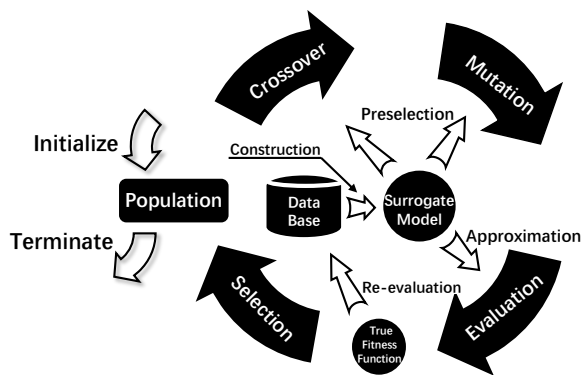 Crossover
Mutation
Preselection
Initialize
Construction
Population
Data
Base
Surrogate
Model
Terminate
Approximation
Selection
Re-evaluation
Evaluation
True
Fitness
Function